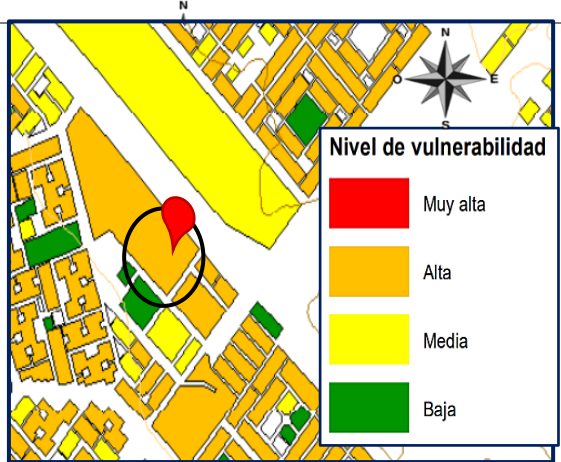 N
N
O
E
S
Nivel de vulnerabilidad
Muy alta
Alta
Media
Baja